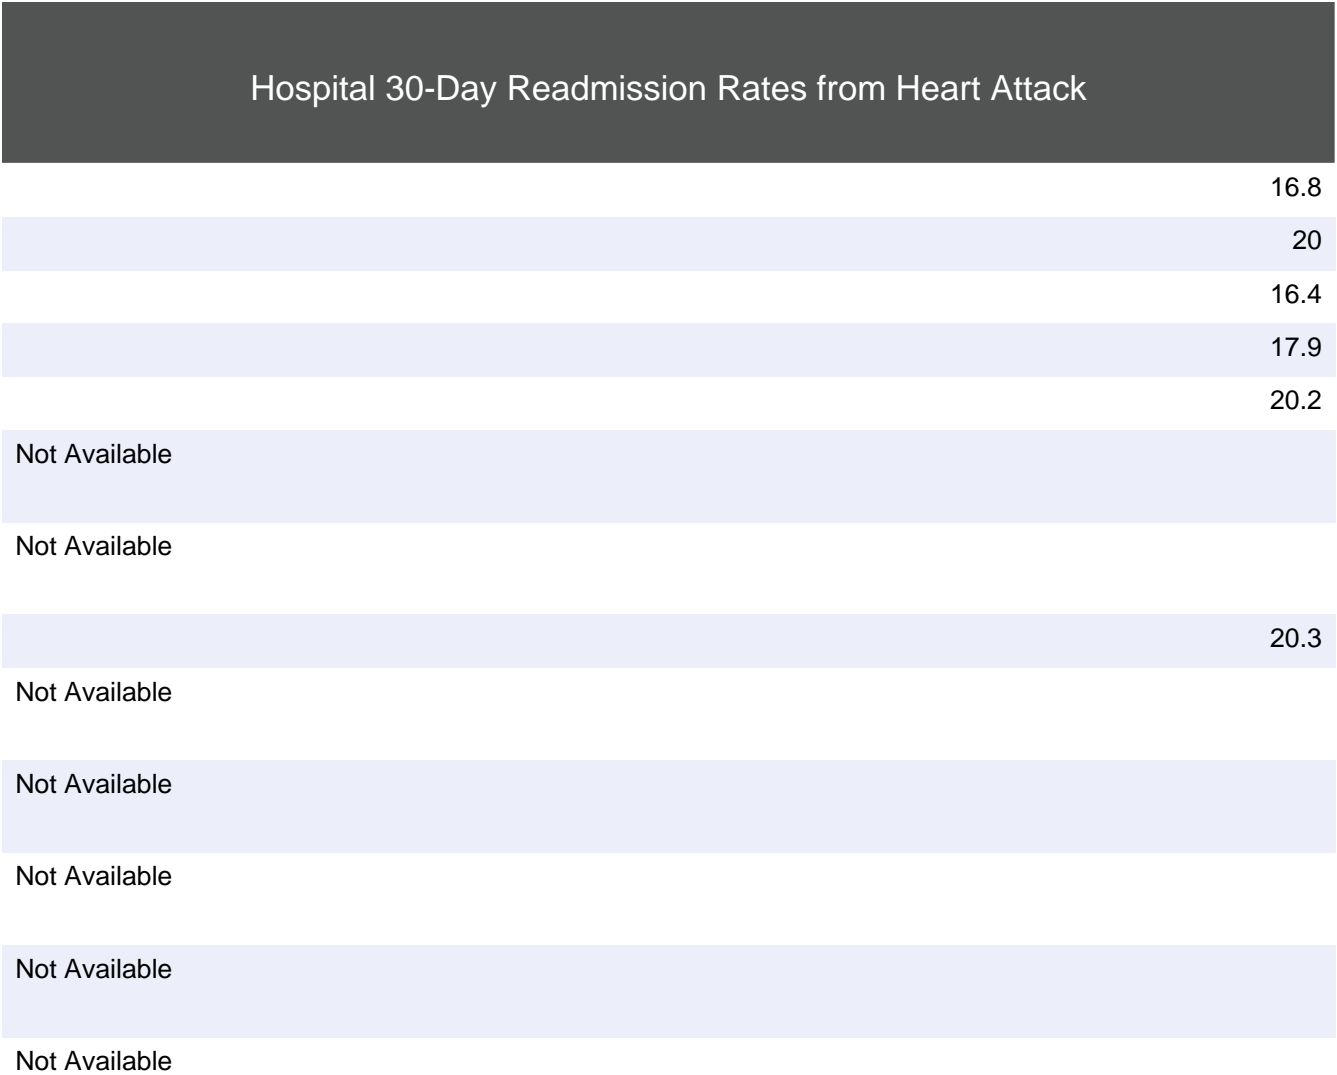 Hospital 30-Day Readmission Rates from Heart Attack
16.8
20
16.4
17.9
20.2
Not Available
Not Available
20.3
Not Available
Not Available
Not Available
Not Available
Not Available